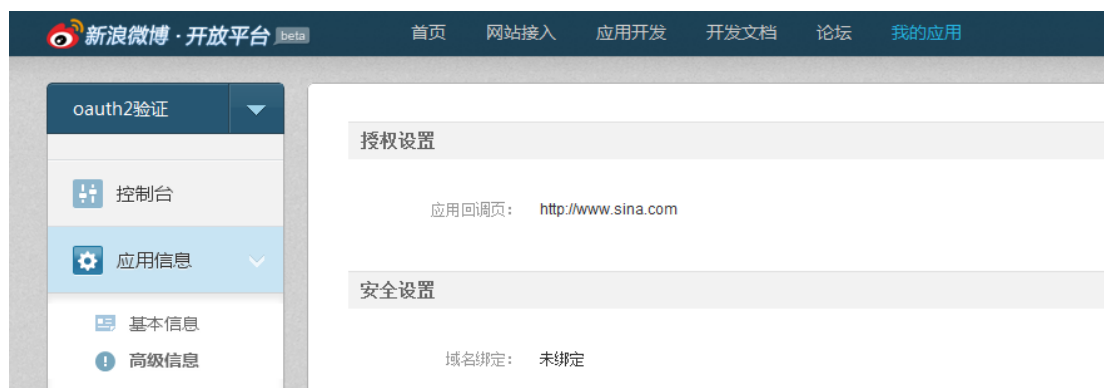 新浪微博·开放平台 beta 首页 网站接入 应用开发 开发文档 论坛 我的应用
oauth2验证
授权设置
控制台
应用回调页： http://www.sina.com
应用信息
安全设置
基本信息
高级信息
域名绑定： 未绑定